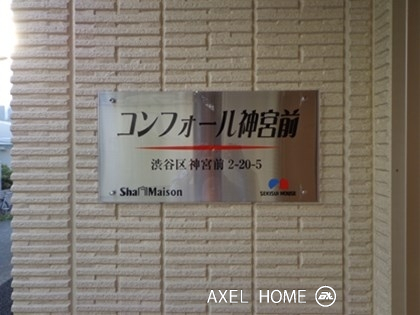 コンフォール神宮前
渋谷区 神宮前 2-20-5
Sha Maison
SEKISUI HOUSE
AXEL HOME